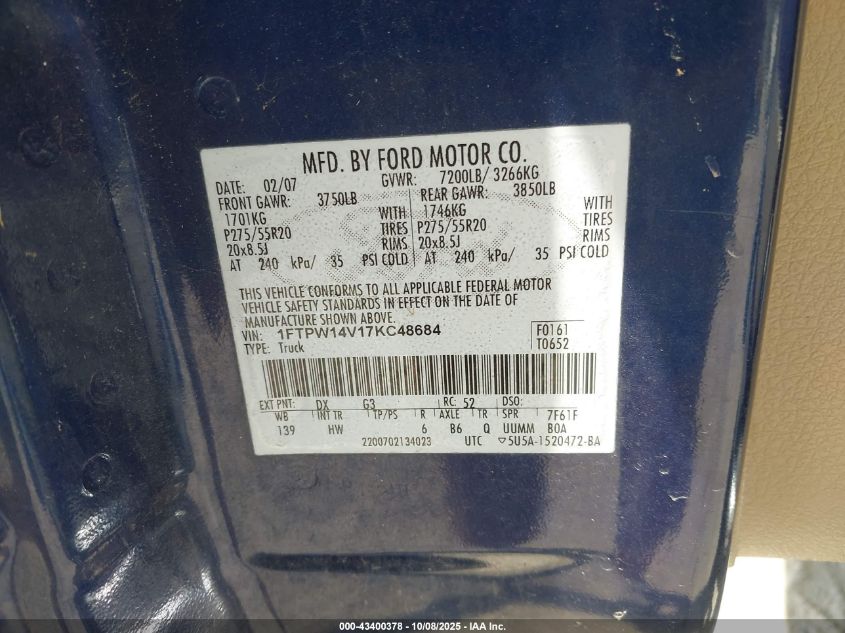 MFD. BY FORD MOTOR CO.
DATE: 02/07 GVWR: 7200LB/ 3266KG
FRONT GAWR: 3750LB REAR GAWR: 3850LB
1701KG WITH 1746KG WITH
P275/55R20 TIRES P275/55R20 TIRES
20x8.5J RIMS 20x8.5J RIMS
AT 240 kPa/ 35 PSI COLD AT 240 kPa/ 35 PSI COLD
THIS VEHICLE CONFORMS TO ALL APPLICABLE FEDERAL MOTOR
VEHICLE SAFETY STANDARDS IN EFFECT ON THE DATE OF
MANUFACTURE SHOWN ABOVE.
VIN: 1FTPW14V17KC48684 F0161
TYPE: Truck T0652
EXT PNT: DX G3 RC: 52 DSO:
WB INT TR TP/PS R AXLE TR SPR 7F61F
139 HW 6 B6 Q UUMM BOA
2200702134023 UTC ▽5U5A-1520472-BA
000-43400378 - 10/08/2025 - IAA Inc.